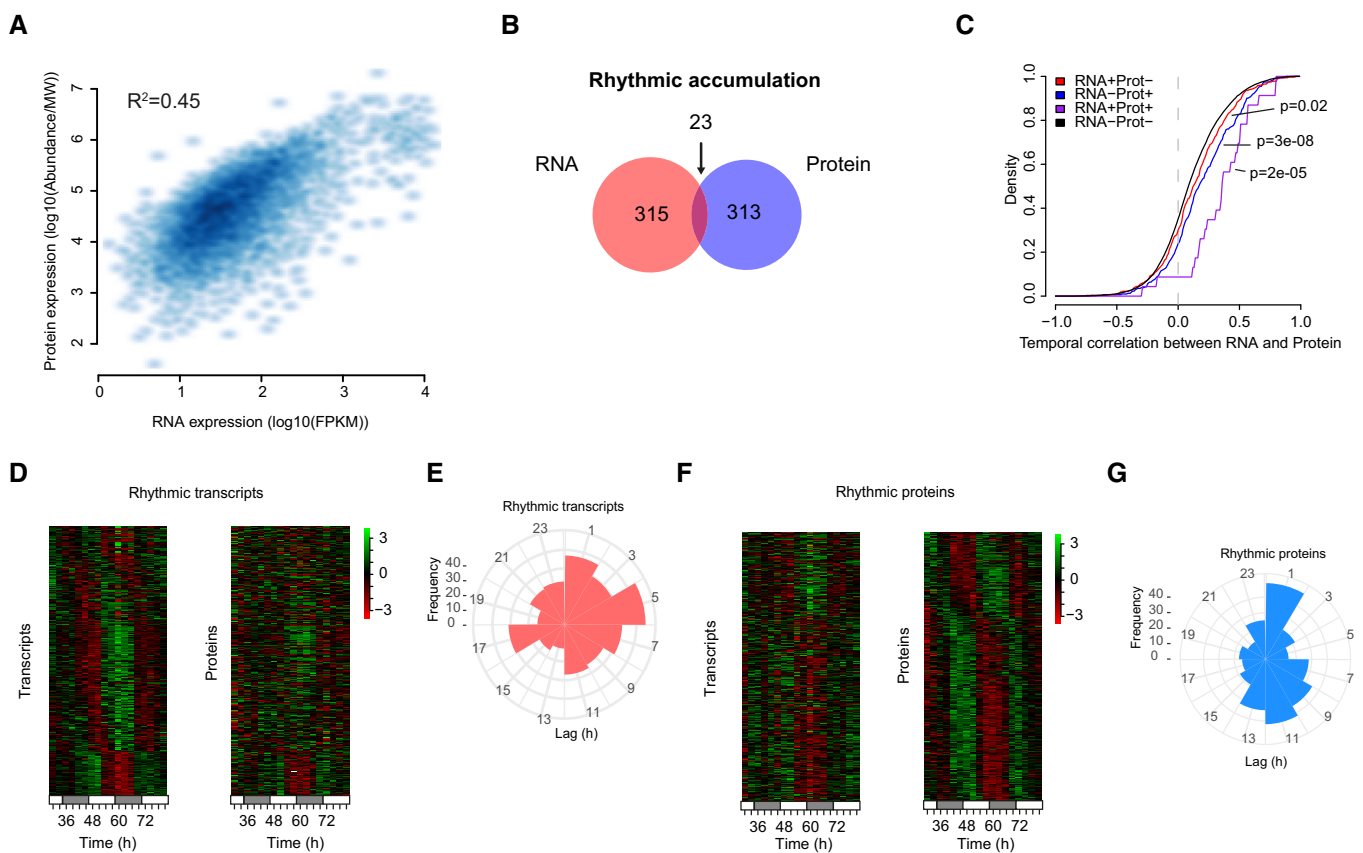 A
Protein expression (log10(Abundance/MW))
R²=0.45
7
6
5
4
3
2
0 1 2 3 4
RNA expression (log10(FPKM))
B
Rhythmic accumulation
23
RNA
Protein
315
313
C
RNA+Prot−
RNA−Prot+
RNA+Prot+
RNA−Prot−
p=0.02
p=3e-08
p=2e-05
Density
1.0
0.8
0.6
0.4
0.2
0.0
−1.0 −0.5 0.0 0.5 1.0
Temporal correlation between RNA and Protein
D
Rhythmic transcripts
Transcripts
36 48 60 72
Time (h)
Proteins
36 48 60 72
Time (h)
3
0
−3
E
Rhythmic transcripts
Frequency
40
30
20
10
0
1
3
5
7
9
11
13
15
17
19
21
23
Lag (h)
F
Rhythmic proteins
Transcripts
36 48 60 72
Time (h)
Proteins
36 48 60 72
Time (h)
3
0
−3
G
Rhythmic proteins
Frequency
40
30
20
10
0
1
3
5
7
9
11
13
15
17
19
21
23
Lag (h)